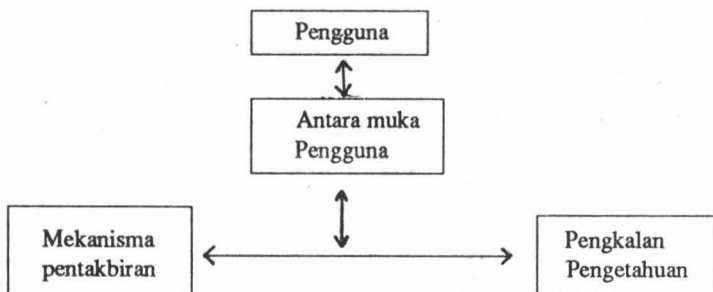 Pengguna
Antara muka
Pengguna
Mekanisma
pentakbiran
Pengkalan
Pengetahuan